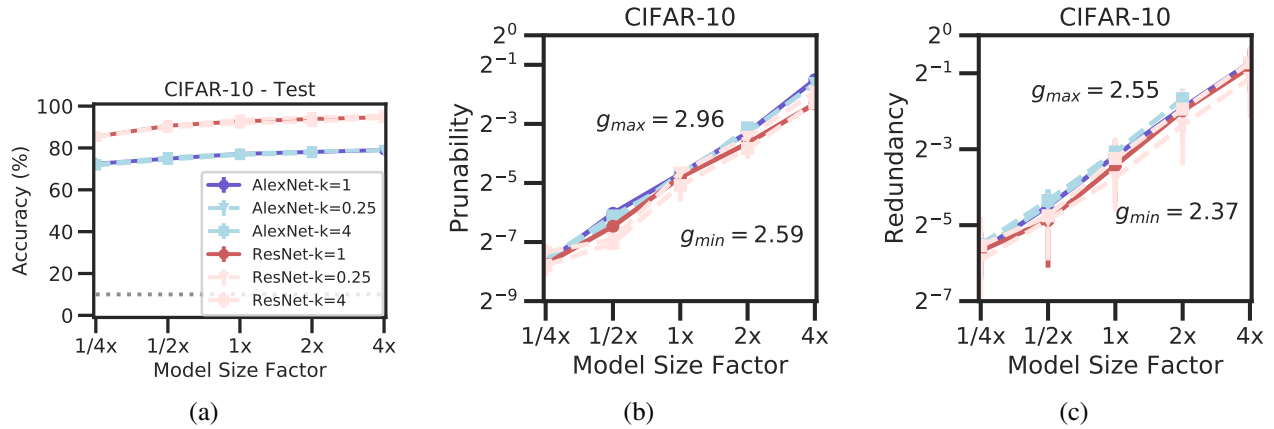 CIFAR-10 - Test
Accuracy (%)
100
80
60
40
20
0
AlexNet-k=1
AlexNet-k=0.25
AlexNet-k=4
ResNet-k=1
ResNet-k=0.25
ResNet-k=4
1/4x 1/2x 1x 2x 4x
Model Size Factor
(a)
CIFAR-10
Prunability
2⁰
2⁻¹
2⁻³
2⁻⁵
2⁻⁷
2⁻⁹
g_max = 2.96
g_min = 2.59
1/4x 1/2x 1x 2x 4x
Model Size Factor
(b)
CIFAR-10
Redundancy
2⁰
2⁻¹
2⁻³
2⁻⁵
2⁻⁷
g_max = 2.55
g_min = 2.37
1/4x 1/2x 1x 2x 4x
Model Size Factor
(c)